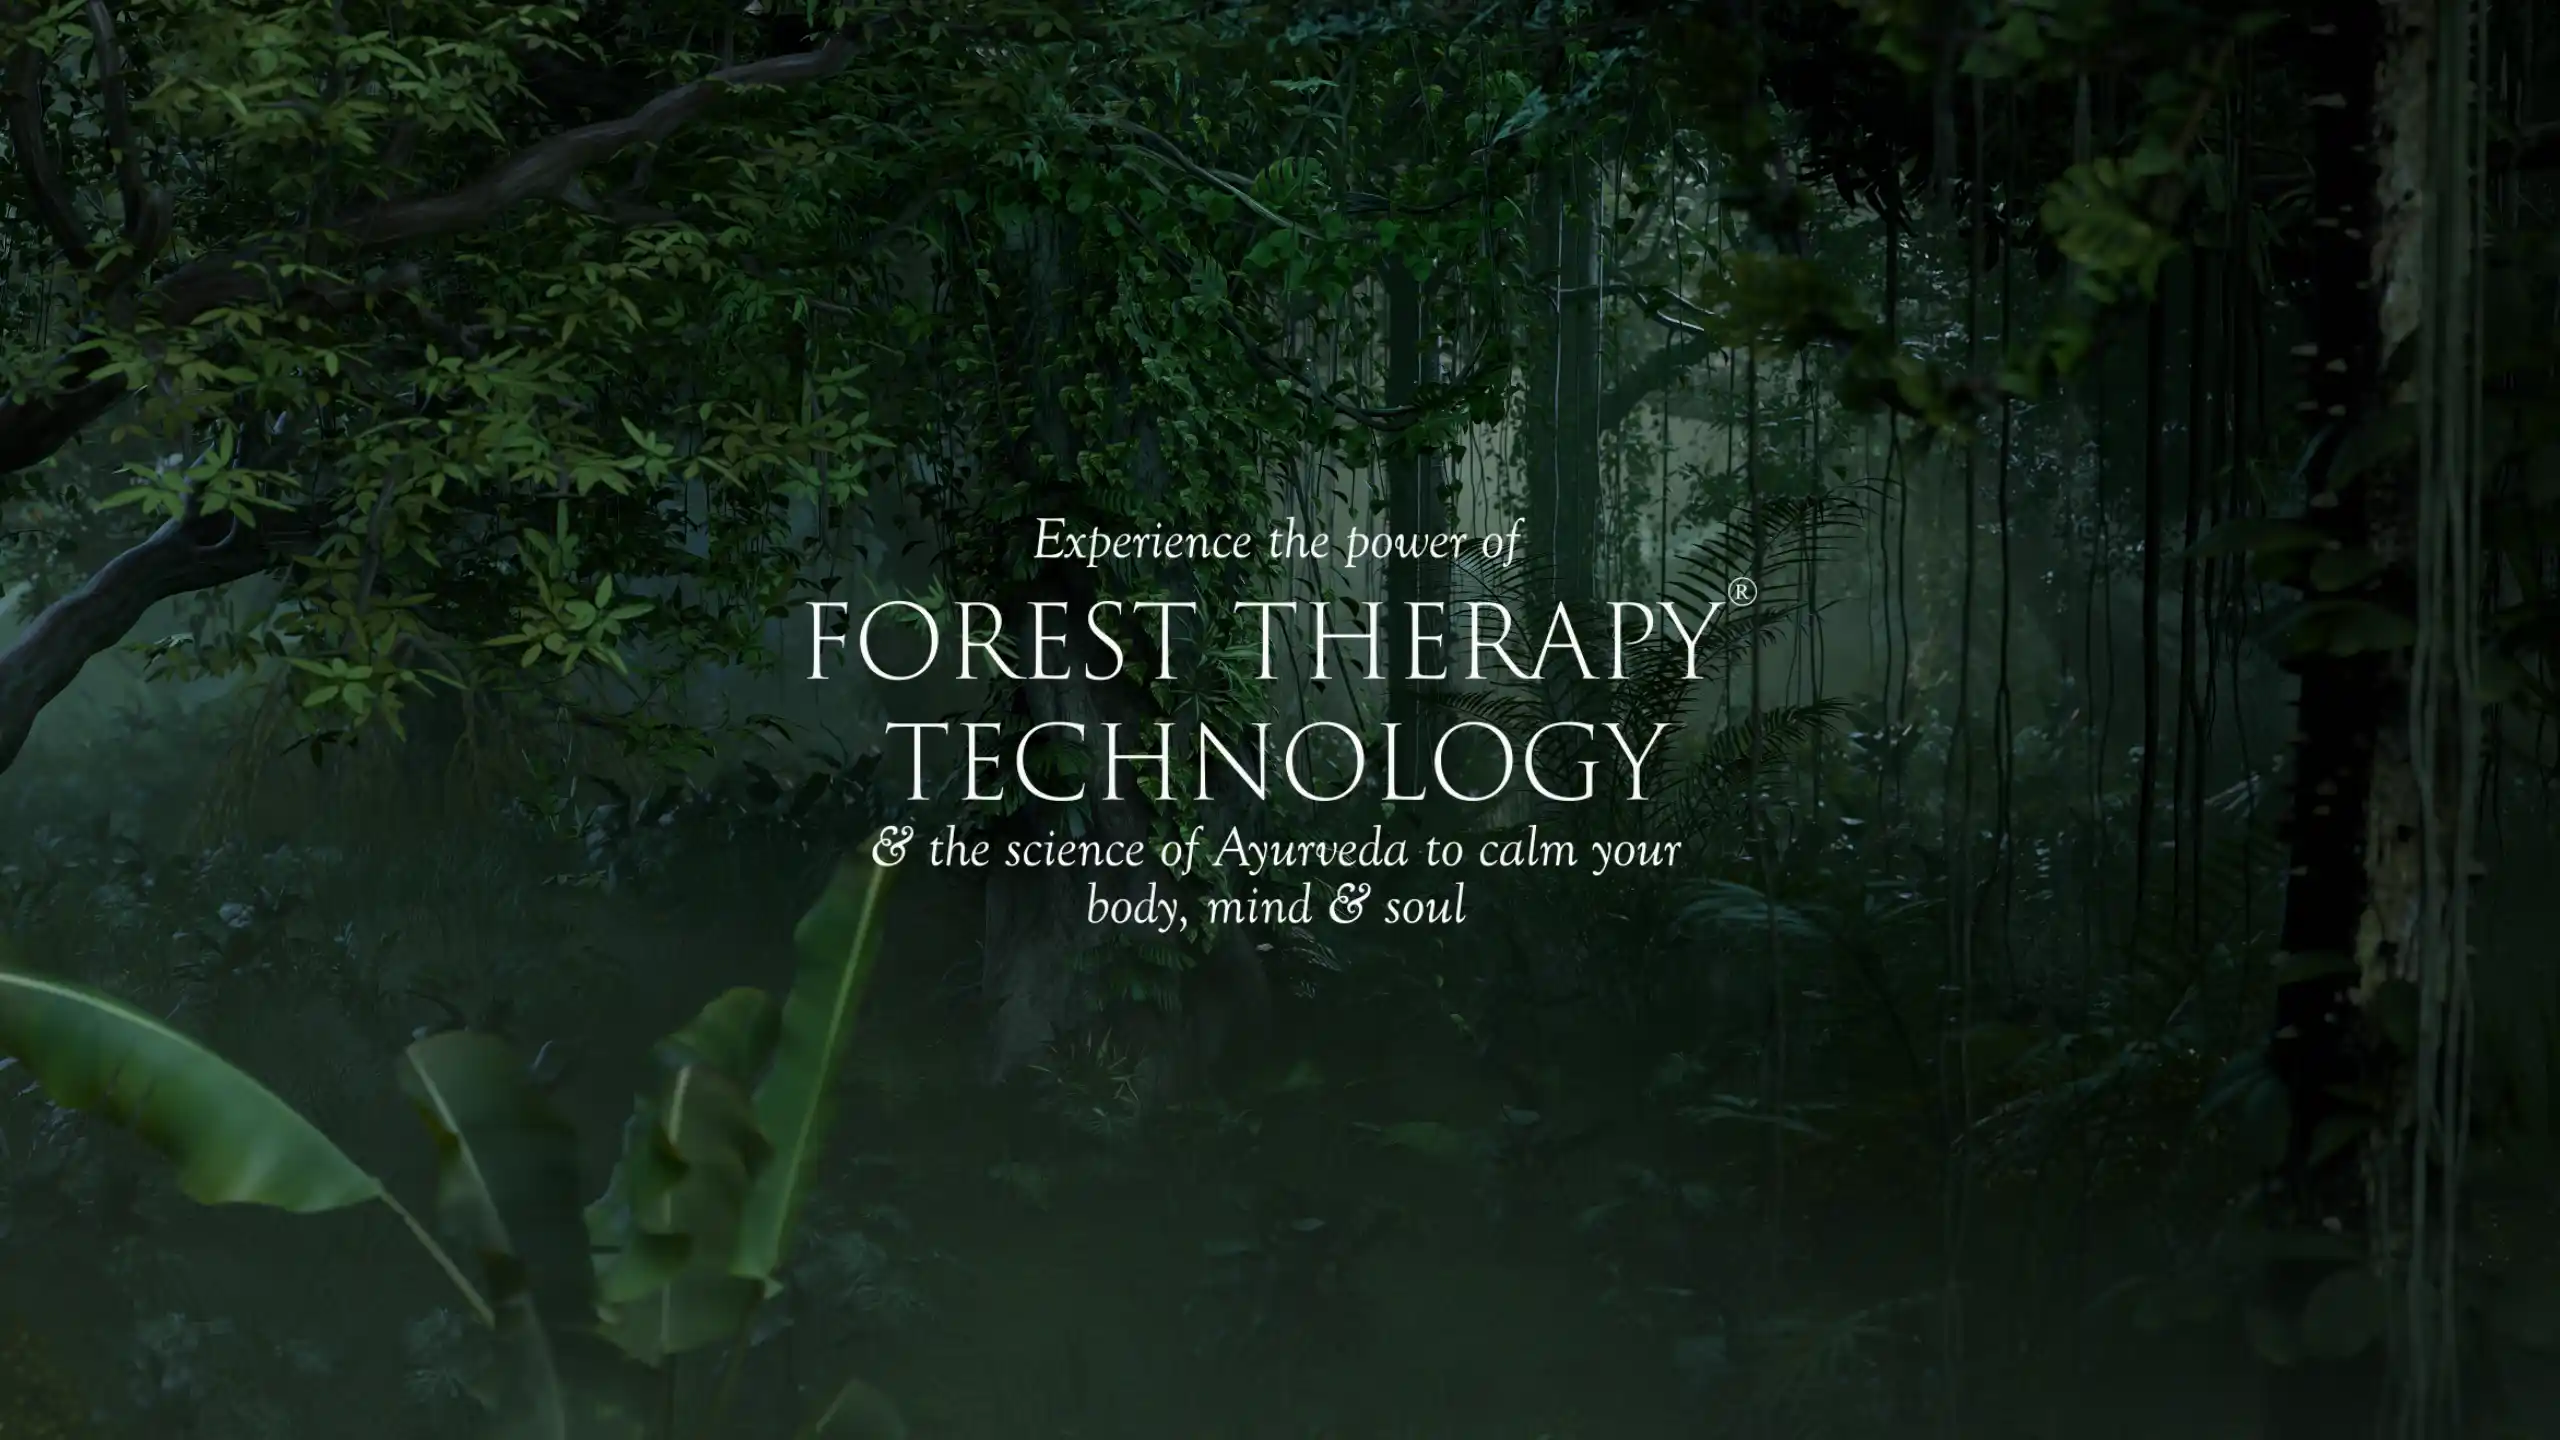 Experience the power of
FOREST THERAPY®
TECHNOLOGY
& the science of Ayurveda to calm your
body, mind & soul